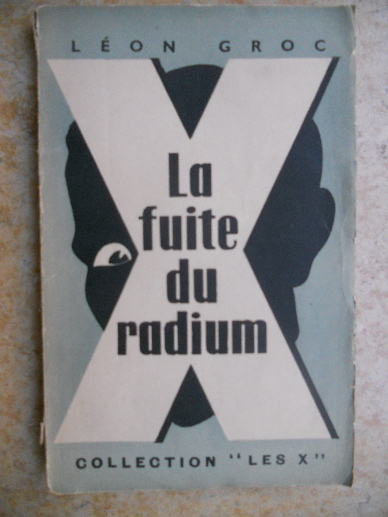 LÉON GROC
X
La
fuite
du
radium
COLLECTION "LES X"